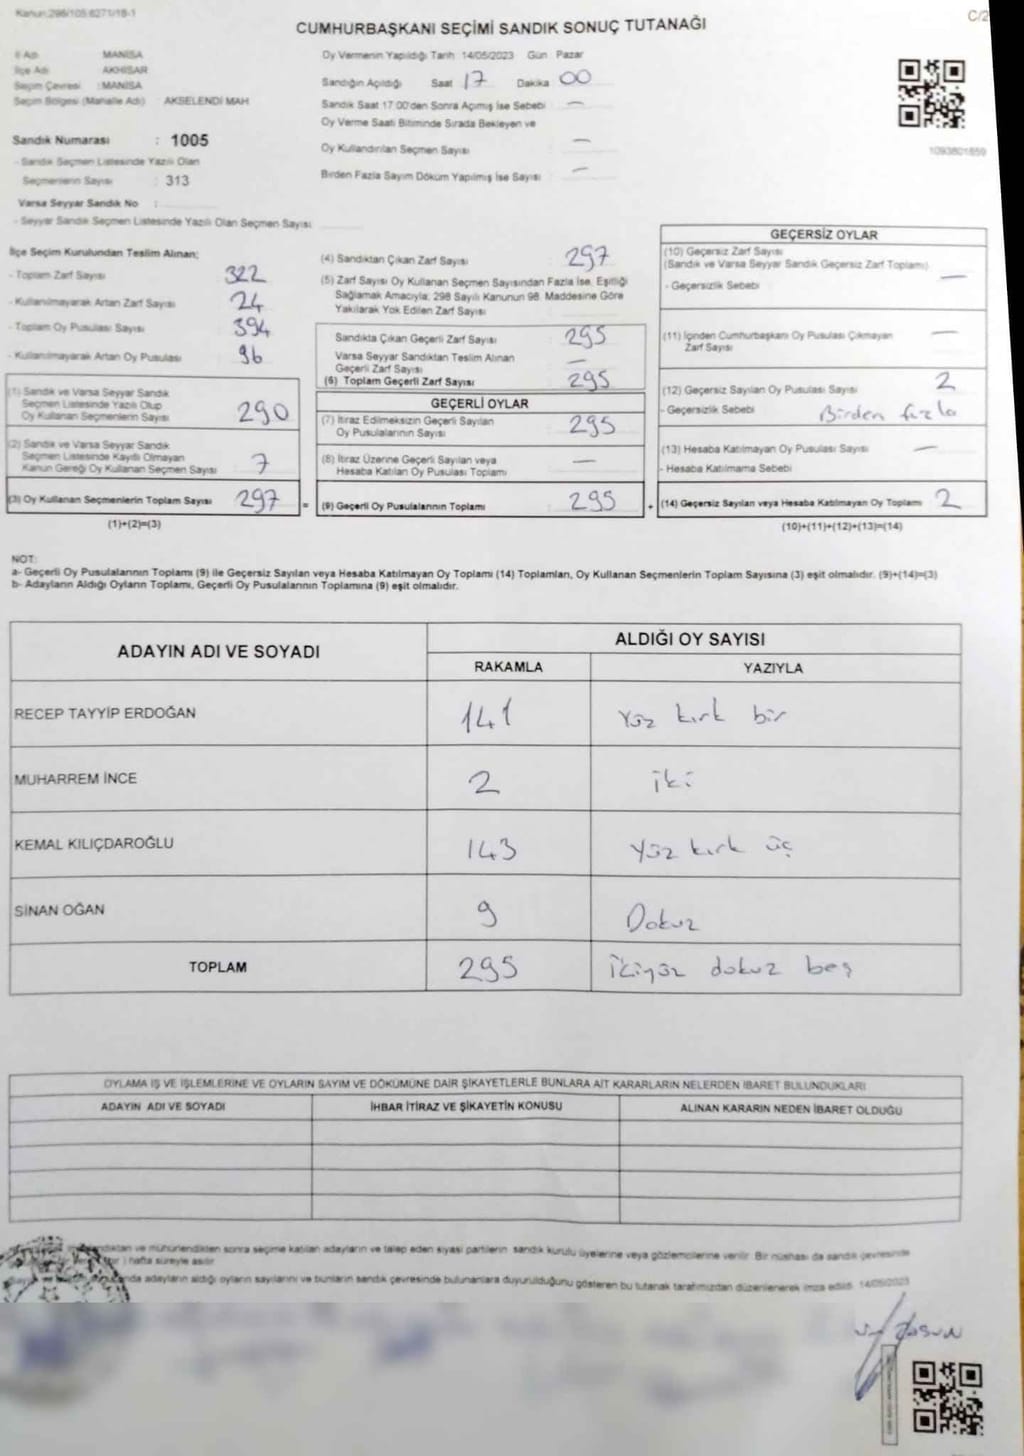 Kanun:298/105;6271/18-1
C/2
CUMHURBAŞKANI SEÇİMİ SANDIK SONUÇ TUTANAĞI
İl Adı MANİSA
İlçe Adı AKHİSAR
Seçim Çevresi :MANİSA
Seçim Bölgesi (Mahalle Adı) : AKSELENDİ MAH
Sandık Numarası : 1005
- Sandık Seçmen Listesinde Yazılı Olan
Seçmenlerin Sayısı : 313
Varsa Seyyar Sandık No :
- Seyyar Sandık Seçmen Listesinde Yazılı Olan Seçmen Sayısı
Oy Vermenin Yapıldığı Tarih 14/05/2023 Gün Pazar
Sandığın Açıldığı Saat 17 Dakika 00
Sandık Saat 17.00'den Sonra Açımış İse Sebebi : —
Oy Verme Saati Bitiminde Sırada Bekleyen ve
Oy Kullandırılan Seçmen Sayısı —
Birden Fazla Sayım Döküm Yapılmış İse Sayısı : —
1093801659
İlçe Seçim Kurulundan Teslim Alınan;
- Toplam Zarf Sayısı 322
- Kullanılmayarak Artan Zarf Sayısı 24
- Toplam Oy Pusulası Sayısı 394
- Kullanılmayarak Artan Oy Pusulası 96
(1) Sandık ve Varsa Seyyar Sandık
Seçmen Listesinde Yazılı Olup
Oy Kullanan Seçmenlerin Sayısı 290
(2) Sandık ve Varsa Seyyar Sandık
Seçmen Listesinde Kayıtlı Olmayan
Kanun Gereği Oy Kullanan Seçmen Sayısı 7
(3) Oy Kullanan Seçmenlerin Toplam Sayısı 297 =
(1)+(2)=(3)
(4) Sandıktan Çıkan Zarf Sayısı 297
(5) Zarf Sayısı Oy Kullanan Seçmen Sayısından Fazla İse, Eşitliği
Sağlamak Amacıyla; 298 Sayılı Kanunun 98. Maddesine Göre
Yakılarak Yok Edilen Zarf Sayısı
Sandıkta Çıkan Geçerli Zarf Sayısı 295
Varsa Seyyar Sandıktan Teslim Alınan
Geçerli Zarf Sayısı —
(6) Toplam Geçerli Zarf Sayısı 295
GEÇERLİ OYLAR
(7) İtiraz Edilmeksizin Geçerli Sayılan
Oy Pusulalarının Sayısı 295
(8) İtiraz Üzerine Geçerli Sayılan veya
Hesaba Katılan Oy Pusulası Toplamı —
(9) Geçerli Oy Pusulalarının Toplamı 295 +
GEÇERSİZ OYLAR
(10) Geçersiz Zarf Sayısı
(Sandık ve Varsa Seyyar Sandık Geçersiz Zarf Toplamı) —
- Geçersizlik Sebebi
(11) İçinden Cumhurbaşkanı Oy Pusulası Çıkmayan —
Zarf Sayısı
(12) Geçersiz Sayılan Oy Pusulası Sayısı 2
- Geçersizlik Sebebi Birden fazla
(13) Hesaba Katılmayan Oy Pusulası Sayısı —
- Hesaba Katılmama Sebebi
(14) Geçersiz Sayılan veya Hesaba Katılmayan Oy Toplamı 2
(10)+(11)+(12)+(13)=(14)
NOT:
a- Geçerli Oy Pusulalarının Toplamı (9) ile Geçersiz Sayılan veya Hesaba Katılmayan Oy Toplamı (14) Toplamları, Oy Kullanan Seçmenlerin Toplam Sayısına (3) eşit olmalıdır. (9)+(14)=(3)
b- Adayların Aldığı Oyların Toplamı, Geçerli Oy Pusulalarının Toplamına (9) eşit olmalıdır.
ADAYIN ADI VE SOYADI ALDIĞI OY SAYISI
RAKAMLA YAZIYLA
RECEP TAYYİP ERDOĞAN 141 Yüz kırk bir
MUHARREM İNCE 2 iki
KEMAL KILIÇDAROĞLU 143 Yüz kırk üç
SİNAN OĞAN 9 Dokuz
TOPLAM 295 İkiyüz dokuz beş
OYLAMA İŞ VE İŞLEMLERİNE VE OYLARIN SAYIM VE DÖKÜMÜNE DAİR ŞİKAYETLERLE BUNLARA AİT KARARLARIN NELERDEN İBARET BULUNDUKLARI
ADAYIN ADI VE SOYADI İHBAR İTİRAZ VE ŞİKAYETİN KONUSU ALINAN KARARIN NEDEN İBARET OLDUĞU
ve mühürlendikten sonra seçime katılan adayların ve talep eden siyasi partilerin sandık kurulu üyelerine veya gözlemcilerine verilir. Bir nüshası da sandık çevresinde
) hafta süreyle asılır
adayların aldığı oyların sayılarını ve bunların sandık çevresinde bulunanlara duyurulduğunu gösteren bu tutanak tarafımızdan düzenlenerek imza edildi. 14/05/2023